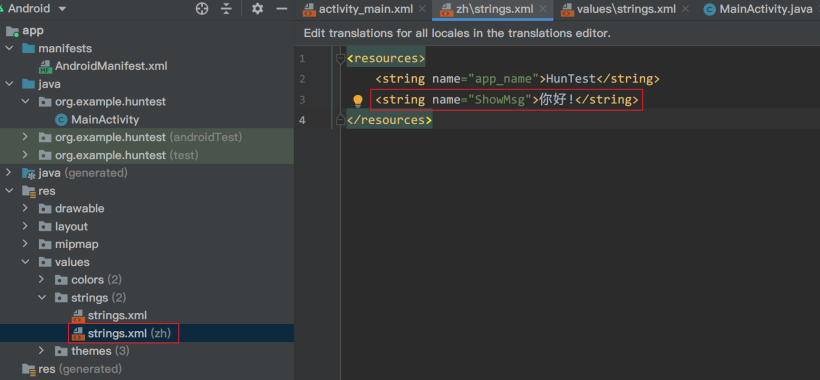 Android
activity_main.xml
zh\strings.xml
values\strings.xml
MainActivity.java
Edit translations for all locales in the translations editor.
app
manifests
AndroidManifest.xml
java
org.example.huntest
MainActivity
org.example.huntest (androidTest)
org.example.huntest (test)
java (generated)
res
drawable
layout
mipmap
values
colors (2)
strings (2)
strings.xml
strings.xml (zh)
themes (3)
res (generated)
1 <resources>
2 <string name="app_name">HunTest</string>
3 <string name="ShowMsg">你好!</string>
4 </resources>